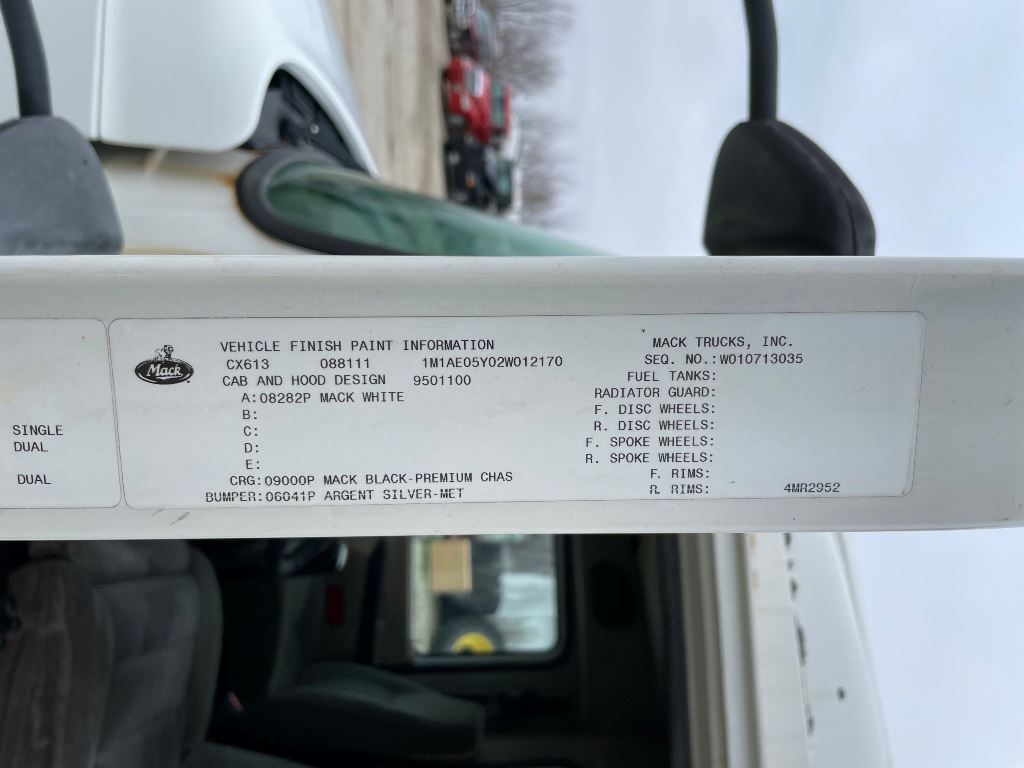 SINGLE
DUAL
DUAL
Mack
VEHICLE FINISH PAINT INFORMATION
CX613 088111 1M1AE05Y02W012170
CAB AND HOOD DESIGN 9501100
A:08282P MACK WHITE
B:
C:
D:
E:
CRG:09000P MACK BLACK-PREMIUM CHAS
BUMPER:06041P ARGENT SILVER-MET
MACK TRUCKS, INC.
SEQ. NO.:W010713035
FUEL TANKS:
RADIATOR GUARD:
F. DISC WHEELS:
R. DISC WHEELS:
F. SPOKE WHEELS:
R. SPOKE WHEELS:
F. RIMS:
R. RIMS: 4MR2952